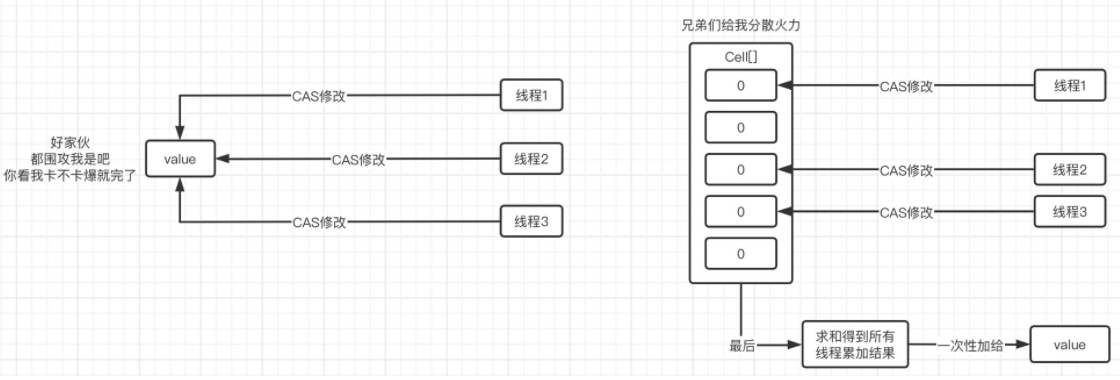 CAS修改
线程1
好家伙
都围攻我是吧
你看我卡不卡爆就完了
value
CAS修改
线程2
CAS修改
线程3
兄弟们给我分散火力
Cell[]
0
CAS修改
线程1
0
0
CAS修改
线程2
0
CAS修改
线程3
0
最后
求和得到所有
线程累加结果
一次性加给
value